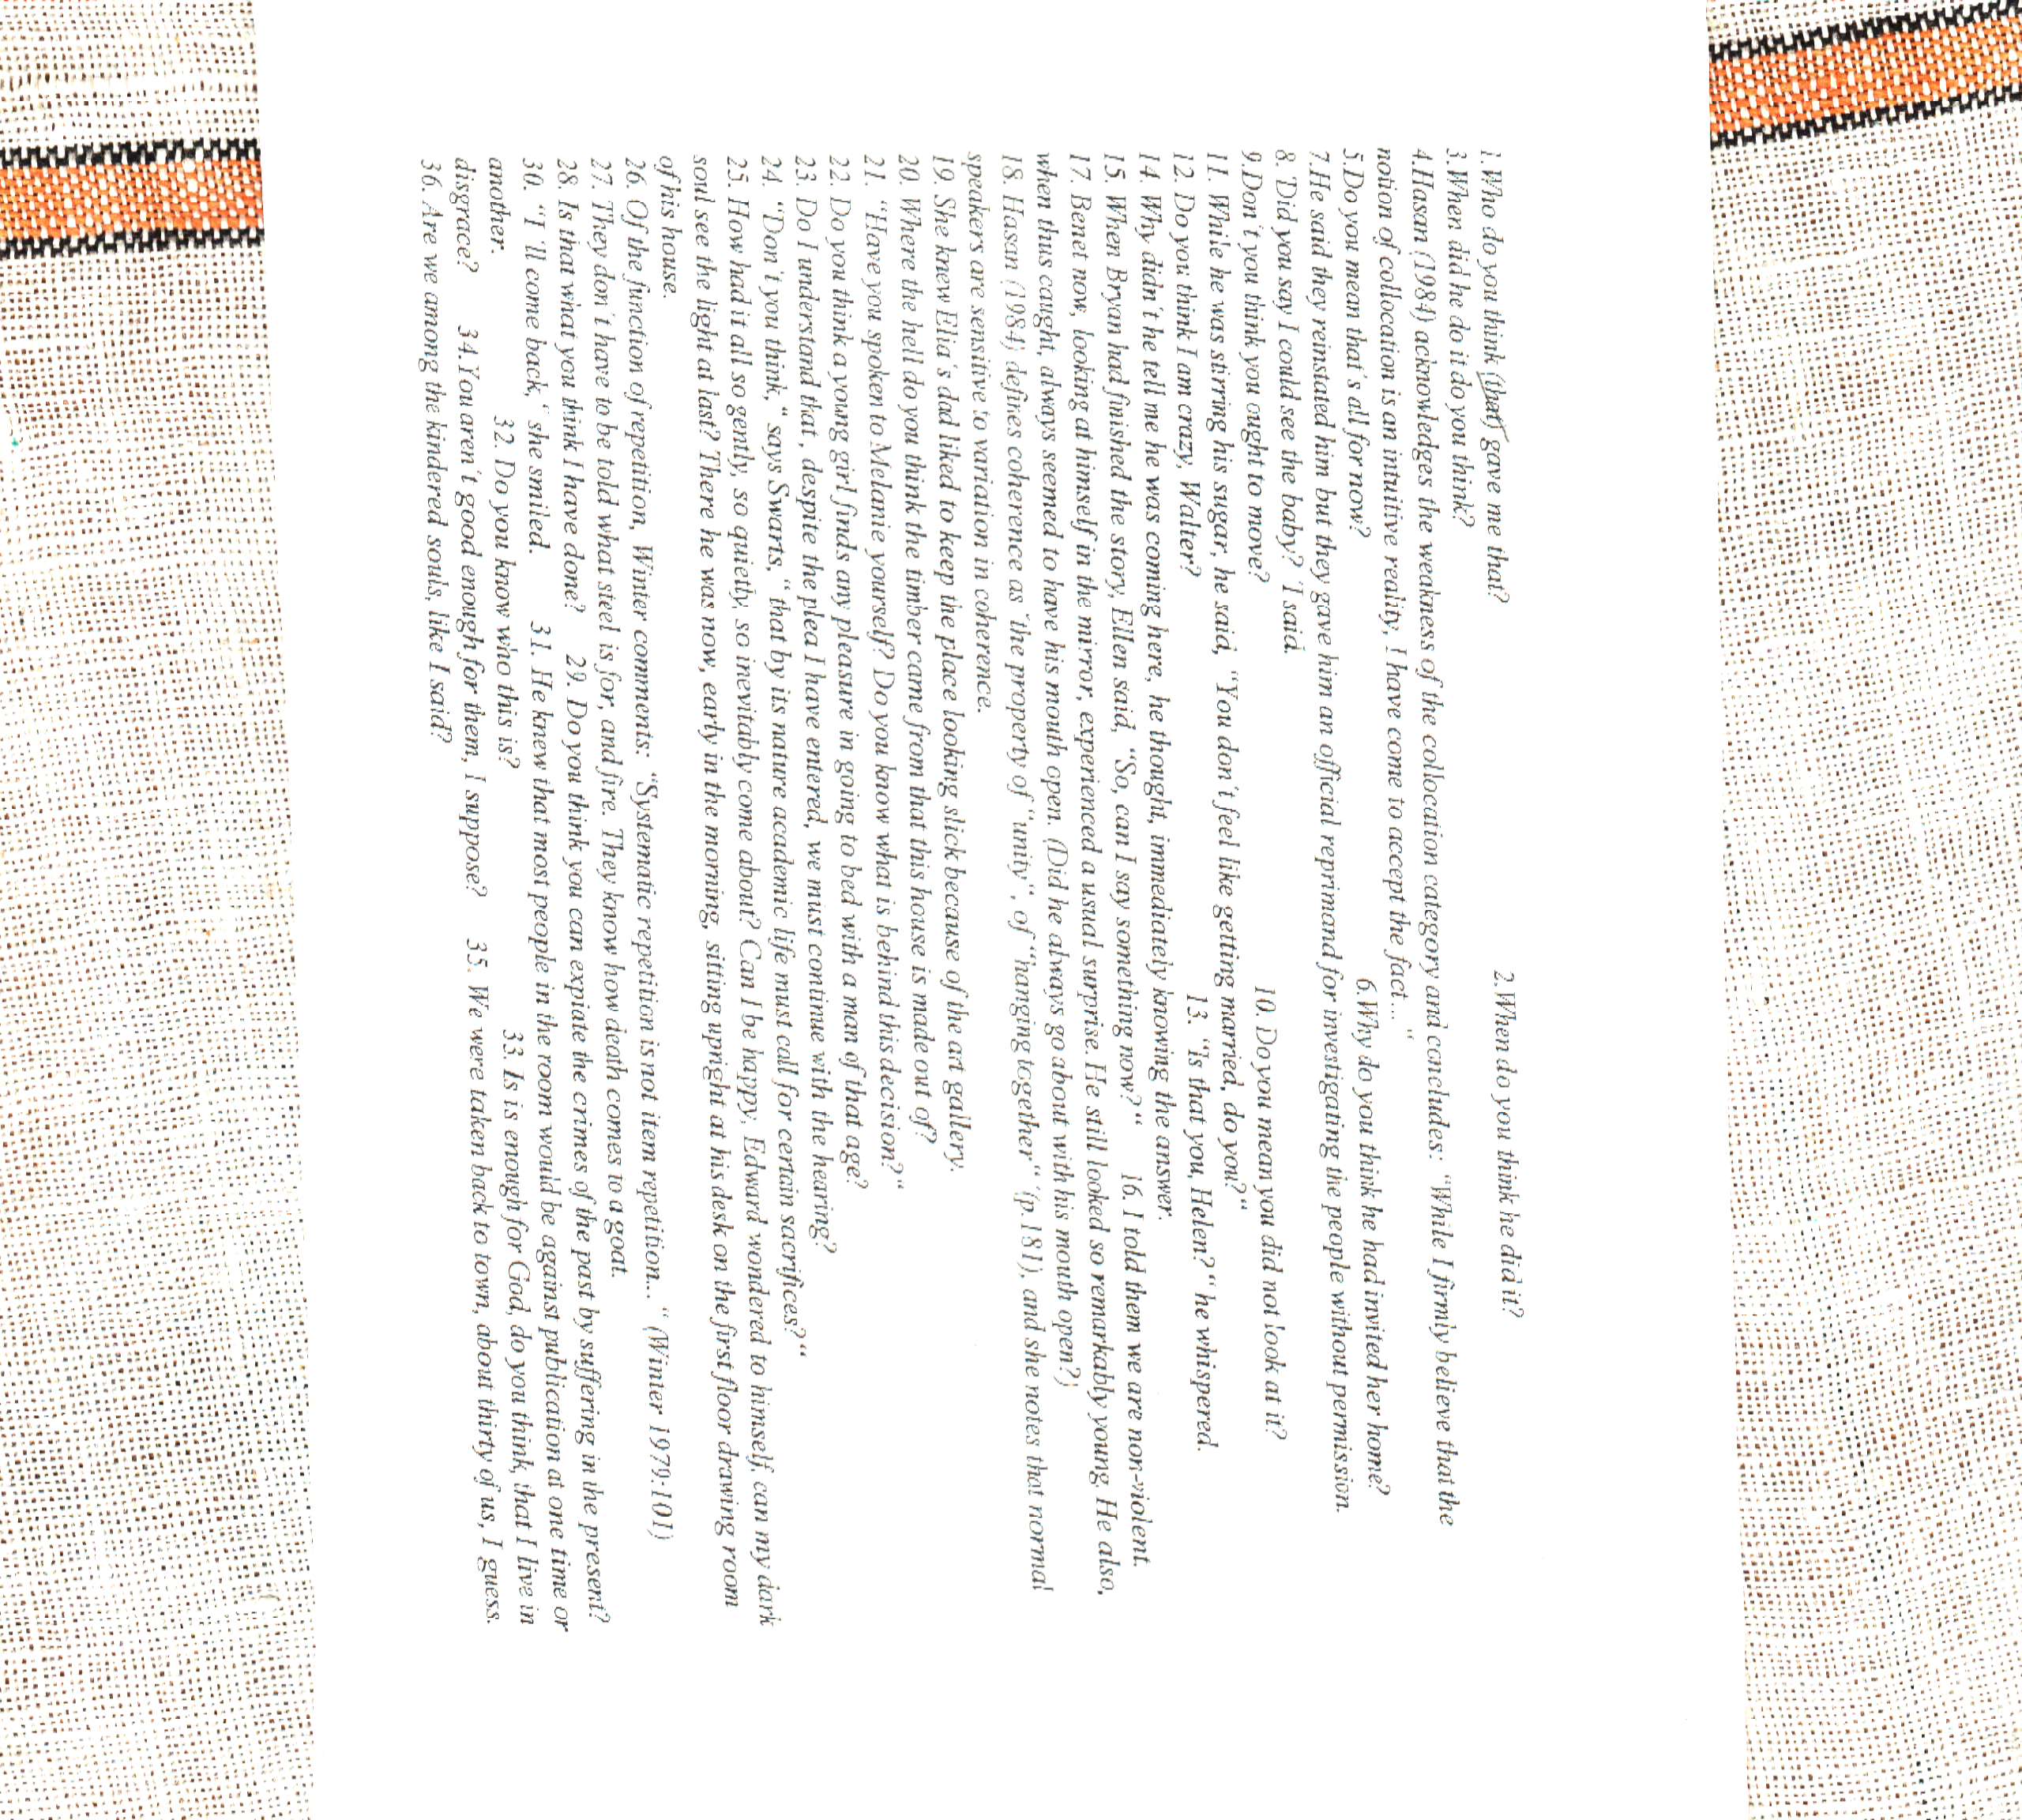 1.Who do you think (that) gave me that? 2.When do you think he did it?
3.When did he do it do you think?
4.Hasan (1984) acknowledges the weakness of the collocation category and concludes: "While I firmly believe that the
notion of collocation is an intuitive reality, I have come to accept the fact..."
5.Do you mean that's all for now? 6.Why do you think he had invited her home?
7.He said they reinstated him but they gave him an official reprimand for investigating the people without permission.
8. 'Did you say I could see the baby?' I said.
9.Don't you think you ought to move? 10. Do you mean you did not look at it?
11. While he was stirring his sugar, he said, "You don't feel like getting married, do you?"
12. Do you think I am crazy, Walter? 13. "Is that you, Helen?" he whispered.
14. Why didn't he tell me he was coming here, he thought, immediately knowing the answer.
15. When Bryan had finished the story, Ellen said, "So, can I say something now?" 16. I told them we are non-violent.
17. Benet now, looking at himself in the mirror, experienced a usual surprise. He still looked so remarkably young. He also,
when thus caught, always seemed to have his mouth open. (Did he always go about with his mouth open?)
18. Hasan (1984) defines coherence as 'the property of "unity", of "hanging together"' (p.181), and she notes that normal
speakers are sensitive to variation in coherence.
19. She knew Elia's dad liked to keep the place looking slick because of the art gallery.
20. Where the hell do you think the timber came from that this house is made out of?
21. "Have you spoken to Melanie yourself? Do you know what is behind this decision?"
22. Do you think a young girl finds any pleasure in going to bed with a man of that age?
23. Do I understand that, despite the plea I have entered, we must continue with the hearing?
24. "Don't you think," says Swarts, "that by its nature academic life must call for certain sacrifices?"
25. How had it all so gently, so quietly, so inevitably come about? Can I be happy, Edward wondered to himself, can my dark
soul see the light at last? There he was now, early in the morning, sitting upright at his desk on the first floor drawing room
of his house.
26. Of the function of repetition, Winter comments: "Systematic repetition is not item repetition..." (Winter 1979:101)
27. They don't have to be told what steel is for, and fire. They know how death comes to a goat.
28. Is that what you think I have done? 29. Do you think you can expiate the crimes of the past by suffering in the present?
30. "I'll come back," she smiled. 31. He knew that most people in the room would be against publication at one time or
another. 32. Do you know who this is? 33. Is is enough for God, do you think, that I live in
disgrace? 34.You aren't good enough for them, I suppose? 35. We were taken back to town, about thirty of us, I guess.
36. Are we among the kindered souls, like I said?